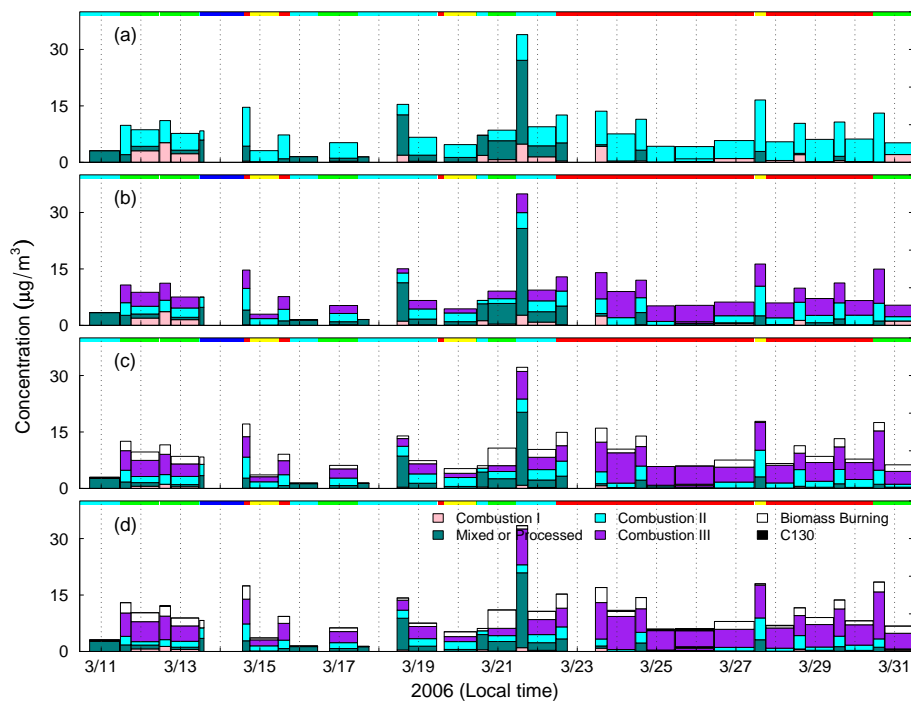 (a)
30
15
0
(b)
30
15
0
(c)
30
15
0
(d)
30
15
0
Concentration (μg/m³)
Combustion I
Combustion II
Biomass Burning
Mixed or Processed
Combustion III
C130
3/11 3/13 3/15 3/17 3/19 3/21 3/23 3/25 3/27 3/29 3/31
2006 (Local time)